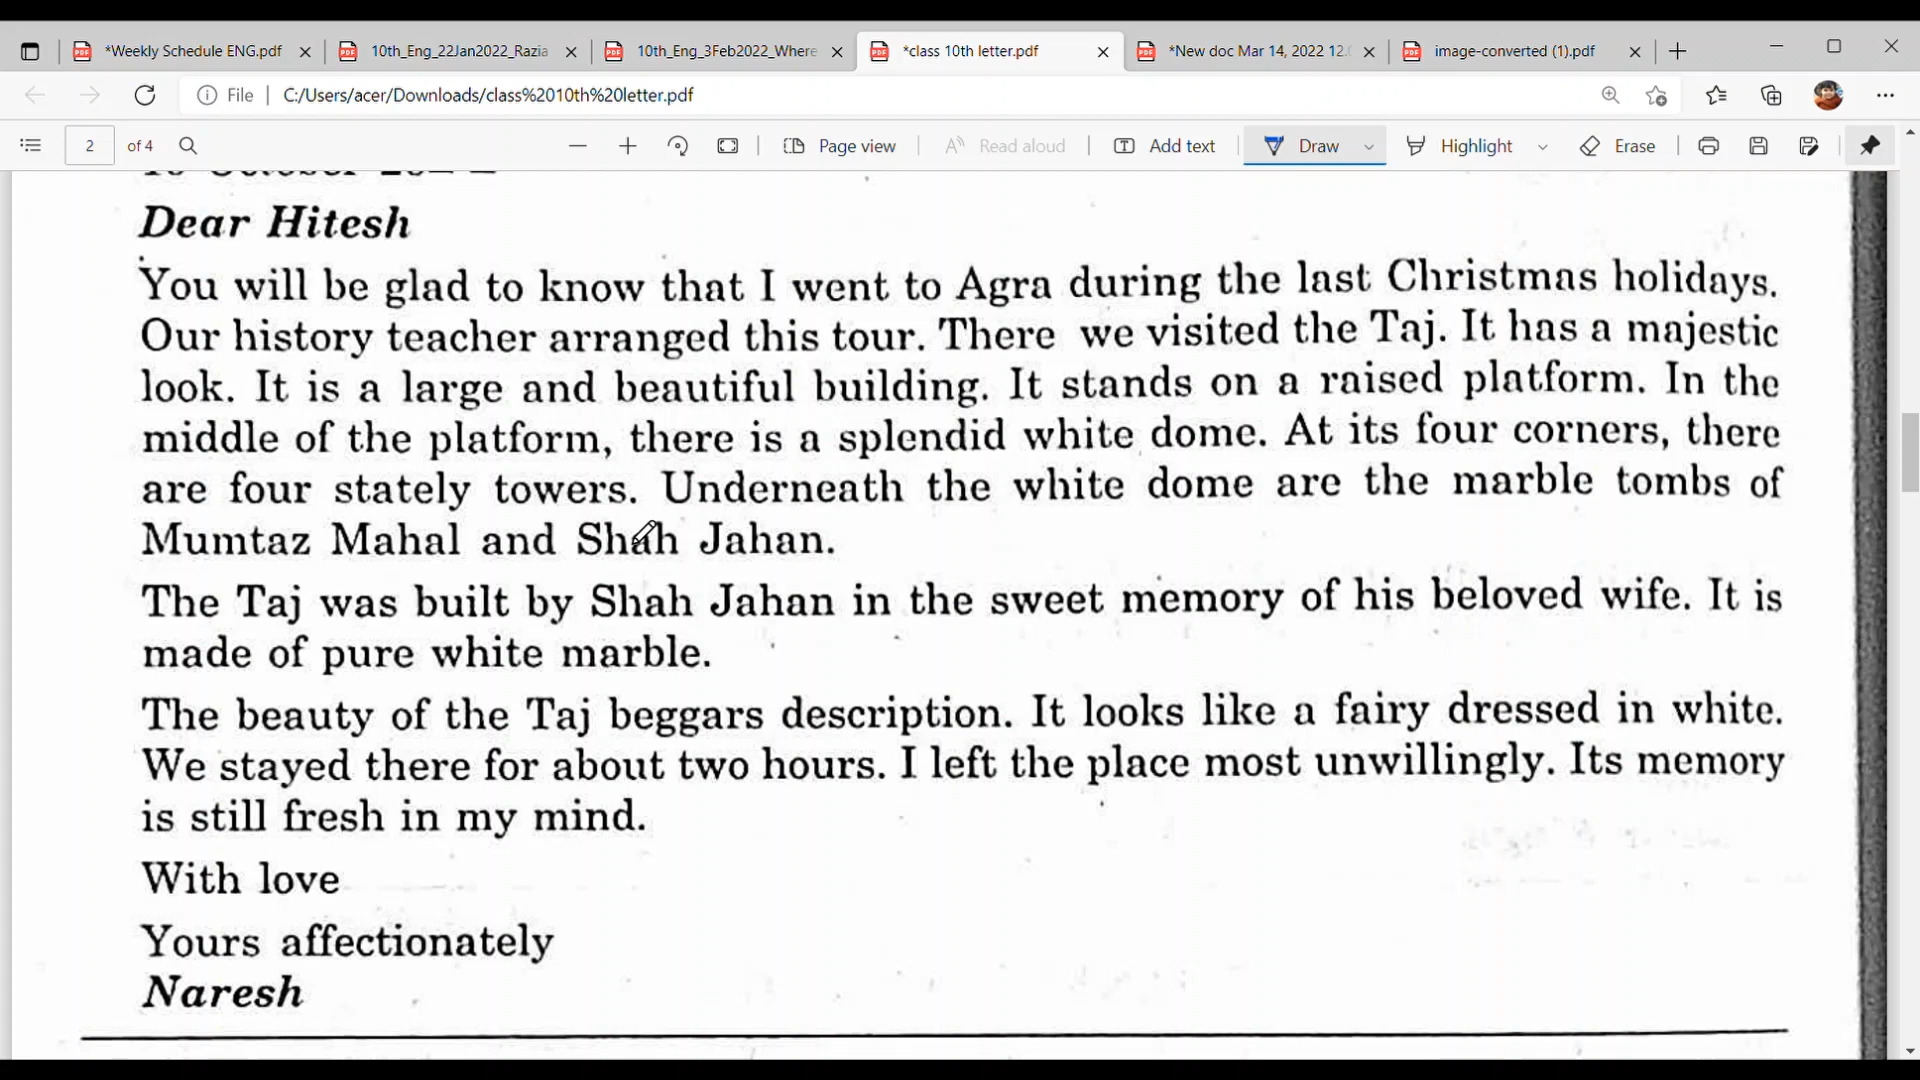 *Weekly Schedule ENG.pdf
10th_Eng_22Jan2022_Razia
10th_Eng_3Feb2022_Where
*class 10th letter.pdf
*New doc Mar 14, 2022 12.
image-converted (1).pdf
File
C:/Users/acer/Downloads/class%2010th%20letter.pdf
2 of 4
Page view
Read aloud
Add text
Draw
Highlight
Erase
Dear Hitesh
You will be glad to know that I went to Agra during the last Christmas holidays.
Our history teacher arranged this tour. There we visited the Taj. It has a majestic
look. It is a large and beautiful building. It stands on a raised platform. In the
middle of the platform, there is a splendid white dome. At its four corners, there
are four stately towers. Underneath the white dome are the marble tombs of
Mumtaz Mahal and Shah Jahan.
The Taj was built by Shah Jahan in the sweet memory of his beloved wife. It is
made of pure white marble.
The beauty of the Taj beggars description. It looks like a fairy dressed in white.
We stayed there for about two hours. I left the place most unwillingly. Its memory
is still fresh in my mind.
With love
Yours affectionately
Naresh